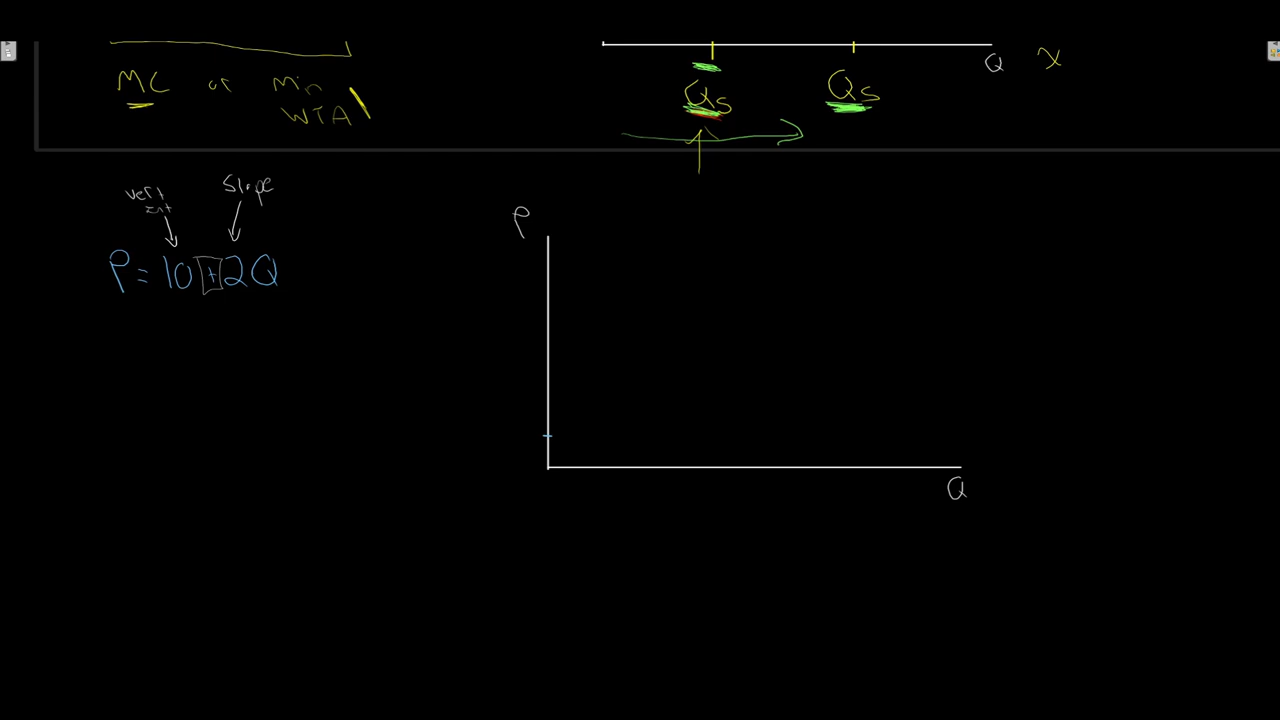 MC or Min
WTA
Qs
Qs
Q
X
vert
int
Slope
P = 10 + 2Q
P
Q